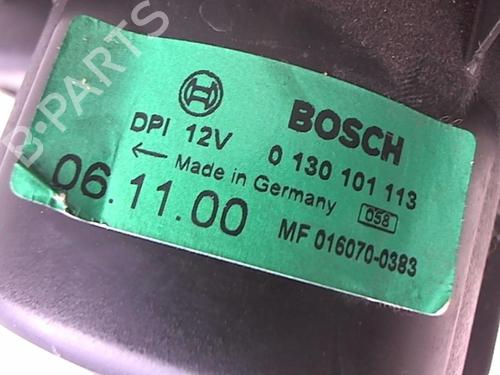 BOSCH
DPI 12V 0 130 101 113
← Made in Germany
058
06.11.00 MF 016070-0383
B-PARTS